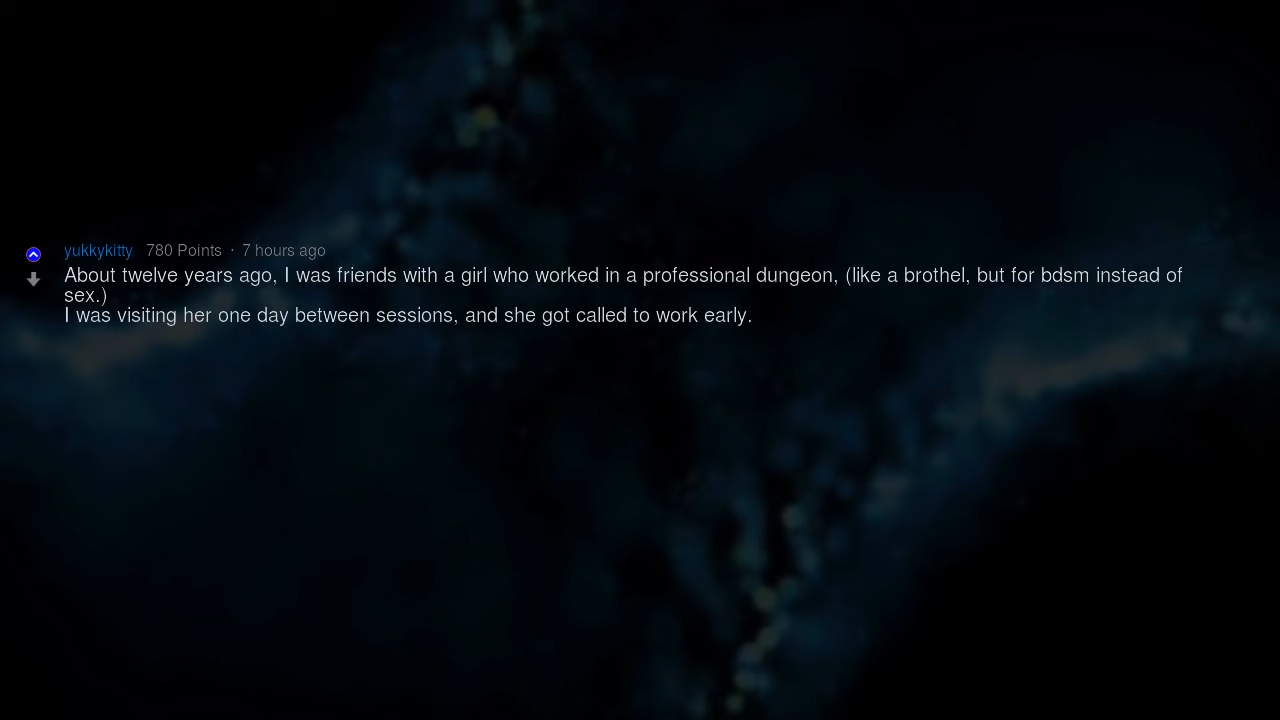 yukkykitty 780 Points · 7 hours ago
About twelve years ago, I was friends with a girl who worked in a professional dungeon, (like a brothel, but for bdsm instead of
sex.)
I was visiting her one day between sessions, and she got called to work early.